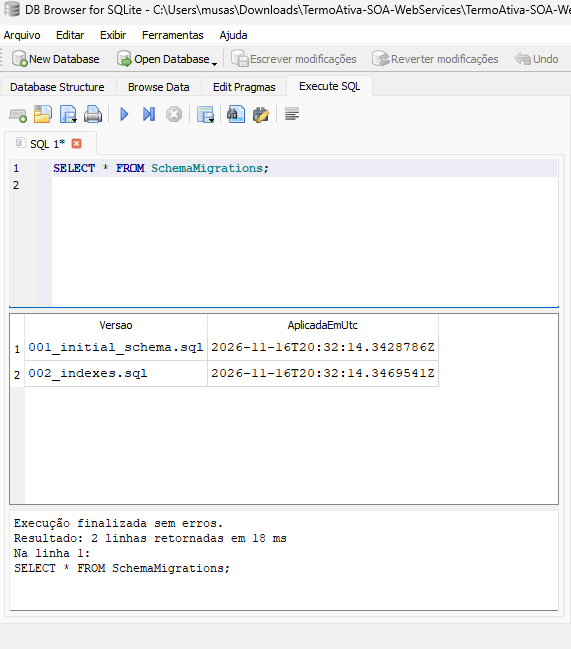 DB Browser for SQLite - C:\Users\musas\Downloads\TermoAtiva-SOA-WebServices\TermoAtiva-SOA-We
Arquivo Editar Exibir Ferramentas Ajuda
New Database Open Database Escrever modificações Reverter modificações Undo
Database Structure Browse Data Edit Pragmas Execute SQL
SQL 1*
1 SELECT * FROM SchemaMigrations;
2
Versao AplicadaEmUtc
1 001_initial_schema.sql 2026-11-16T20:32:14.3428786Z
2 002_indexes.sql 2026-11-16T20:32:14.3469541Z
Execução finalizada sem erros.
Resultado: 2 linhas retornadas em 18 ms
Na linha 1:
SELECT * FROM SchemaMigrations;